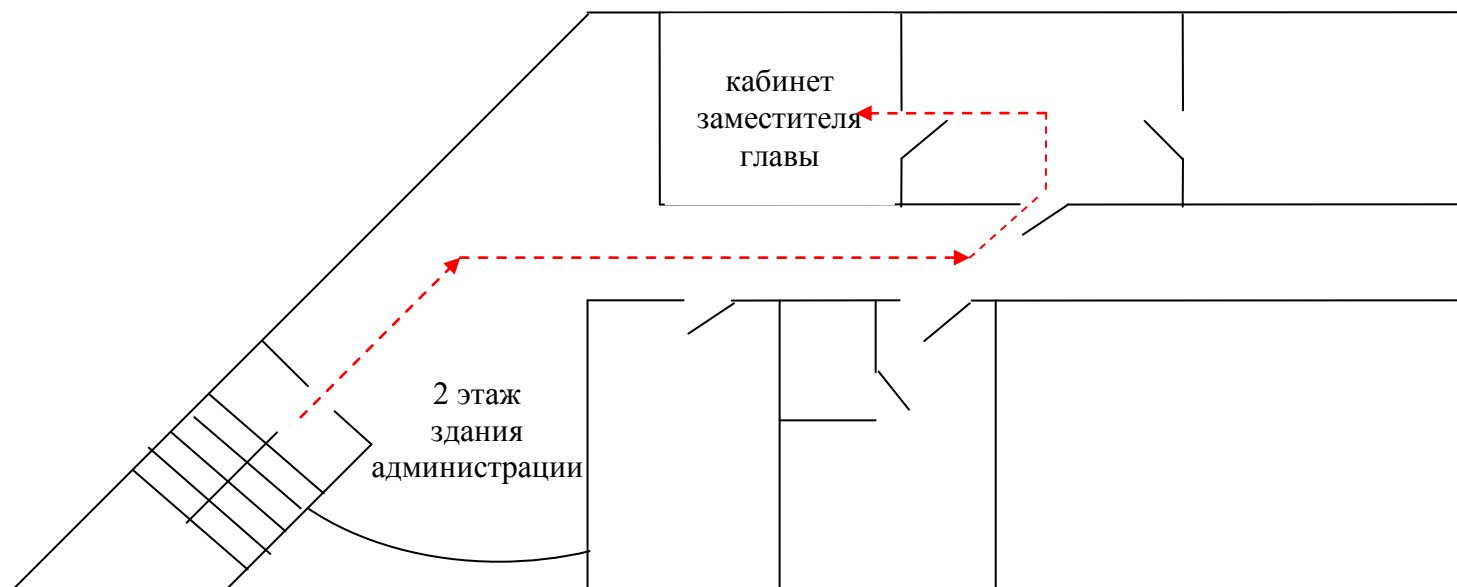 кабинет
заместителя
главы
2 этаж
здания
администрации